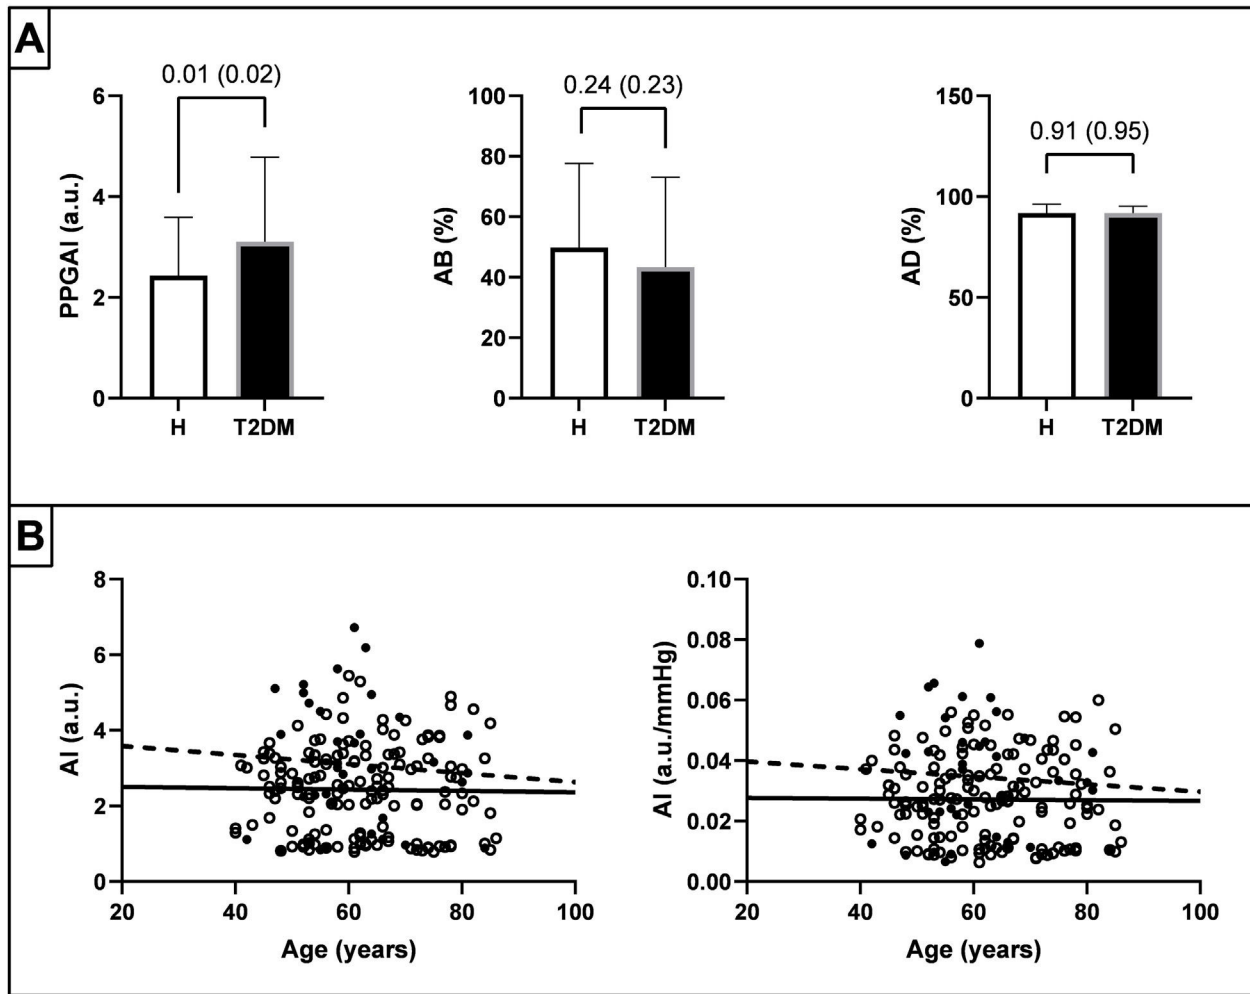 A
0.01 (0.02)
PPGAI (a.u.)
6
4
2
0
H T2DM
0.24 (0.23)
AB (%)
100
80
60
40
20
0
H T2DM
0.91 (0.95)
AD (%)
150
100
50
0
H T2DM
B
AI (a.u.)
8
6
4
2
0
20 40 60 80 100
Age (years)
AI (a.u./mmHg)
0.10
0.08
0.06
0.04
0.02
0.00
20 40 60 80 100
Age (years)